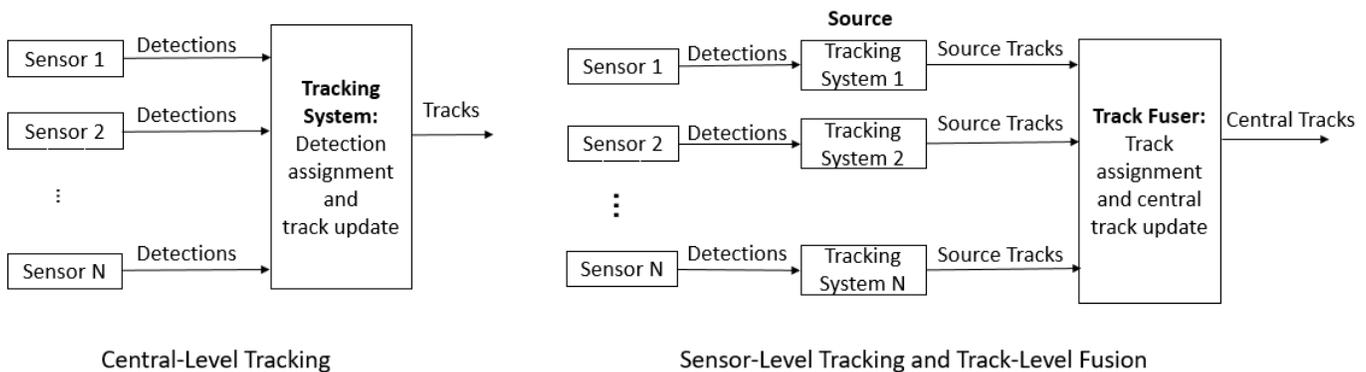 Sensor 1
Detections
Sensor 2
Detections
⋮
Sensor N
Detections
Tracking
System:
Detection
assignment
and
track update
Tracks
Central-Level Tracking
Source
Sensor 1
Detections
Tracking
System 1
Source Tracks
Sensor 2
Detections
Tracking
System 2
Source Tracks
⋮
Sensor N
Detections
Tracking
System N
Source Tracks
Track Fuser:
Track
assignment
and central
track update
Central Tracks
Sensor-Level Tracking and Track-Level Fusion